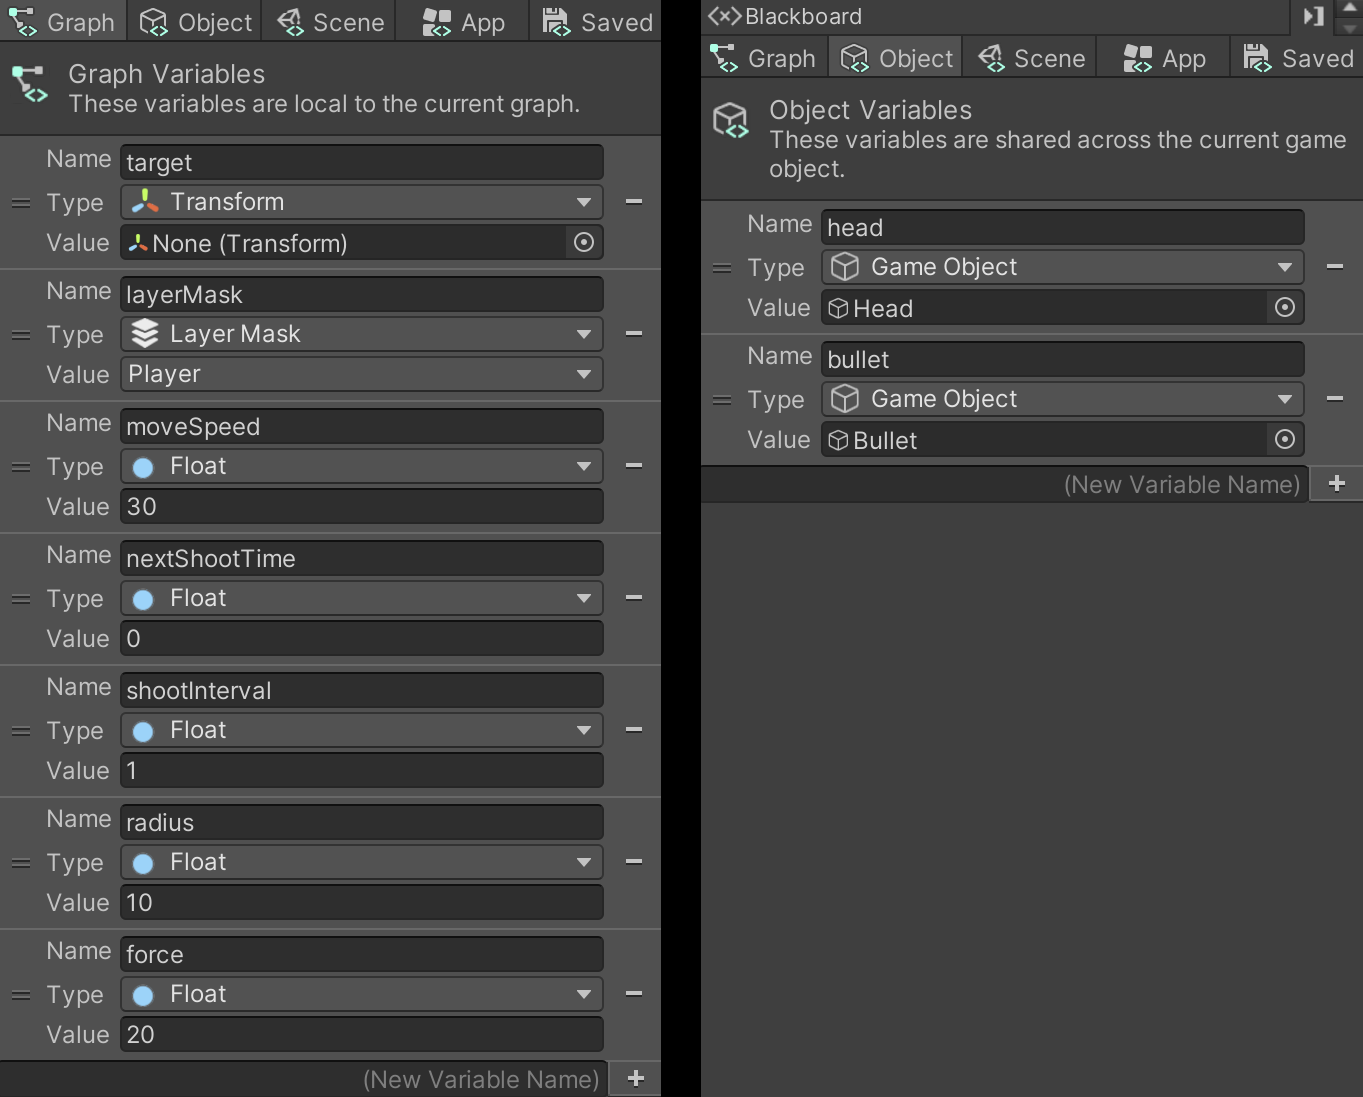 Graph Object Scene App Saved
Graph Variables
These variables are local to the current graph.
Name target
Type Transform
Value None (Transform)
Name layerMask
Type Layer Mask
Value Player
Name moveSpeed
Type Float
Value 30
Name nextShootTime
Type Float
Value 0
Name shootInterval
Type Float
Value 1
Name radius
Type Float
Value 10
Name force
Type Float
Value 20
(New Variable Name)
Blackboard
Graph Object Scene App Saved
Object Variables
These variables are shared across the current game
object.
Name head
Type Game Object
Value Head
Name bullet
Type Game Object
Value Bullet
(New Variable Name)